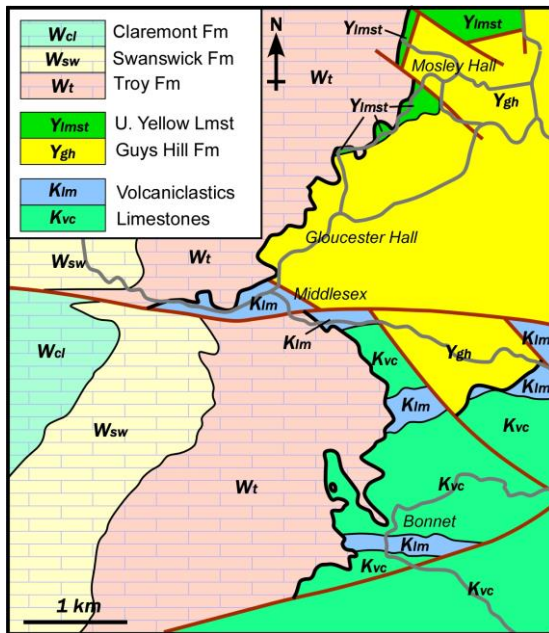 Wcl Claremont Fm
Wsw Swanswick Fm
Wt Troy Fm
Ylmst U. Yellow Lmst
Ygh Guys Hill Fm
Klm Volcaniclastics
Kvc Limestones
N
Ylmst
Ylmst
Mosley Hall
Wt
Ylmst
Ygh
Gloucester Hall
Wsw
Wt
Middlesex
Klm
Klm
Klm
Wcl
Kvc
Ygh
Klm
Klm
Wsw
Kvc
Wt
Kvc
Bonnet
Klm
Kvc
Kvc
1 km